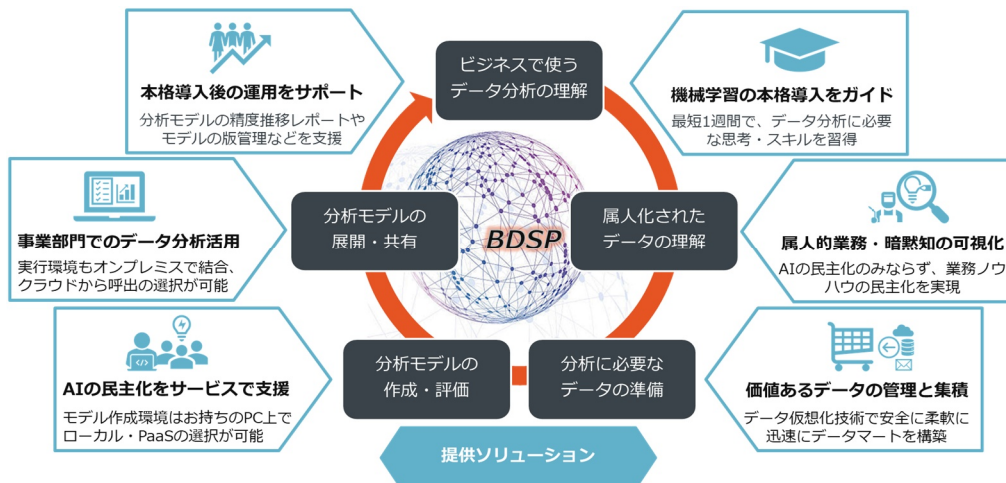 本格導入後の運用をサポート
分析モデルの精度推移レポートや
モデルの版管理などを支援
ビジネスで使う
データ分析の理解
機械学習の本格導入をガイド
最短1週間で、データ分析に必要
な思考・スキルを習得
事業部門でのデータ分析活用
実行環境もオンプレミスで結合、
クラウドから呼出の選択が可能
分析モデルの
展開・共有
BDSP
属人化された
データの理解
属人的業務・暗黙知の可視化
AIの民主化のみならず、業務ノウ
ハウの民主化を実現
AIの民主化をサービスで支援
モデル作成環境はお持ちのPC上で
ローカル・PaaSの選択が可能
分析モデルの
作成・評価
分析に必要な
データの準備
価値あるデータの管理と集積
データ仮想化技術で安全に柔軟に
迅速にデータマートを構築
提供ソリューション